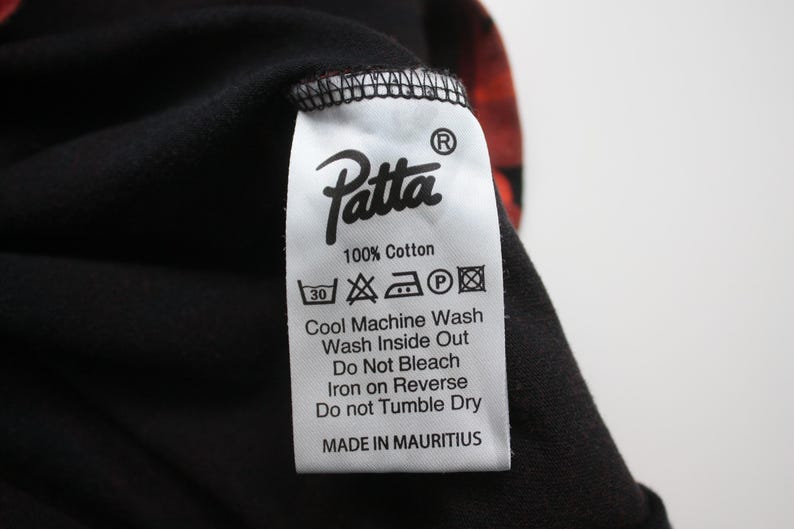 Patta®
100% Cotton
30 P
Cool Machine Wash
Wash Inside Out
Do Not Bleach
Iron on Reverse
Do not Tumble Dry
MADE IN MAURITIUS